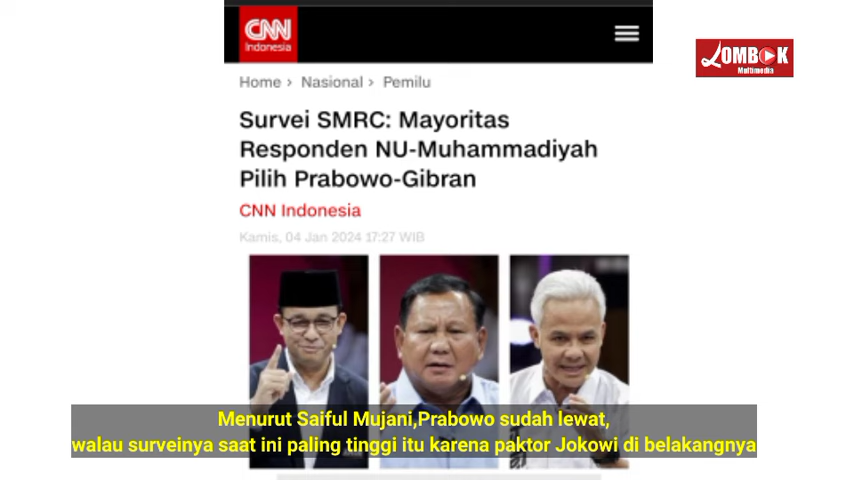 CNN
Indonesia
LOMBOK
Multimedia
Home > Nasional > Pemilu
Survei SMRC: Mayoritas
Responden NU-Muhammadiyah
Pilih Prabowo-Gibran
CNN Indonesia
Kamis, 04 Jan 2024 17:27 WIB
Menurut Saiful Mujani,Prabowo sudah lewat,
walau surveinya saat ini paling tinggi itu karena paktor Jokowi di belakangnya